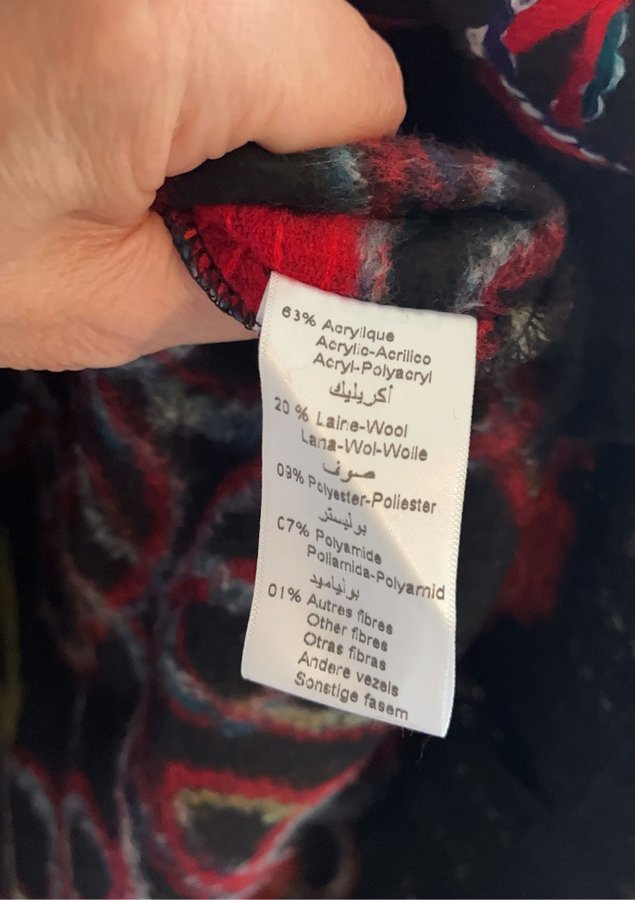 63% Acrylique
Acrylic-Acrilico
Acryl-Polyacryl
أكريليك
20 % Laine-Wool
Lana-Wol-Wolle
صوف
09% Polyester-Poliester
بوليستر
07% Polyamide
Poliamida-Polyamid
بونياميد
01% Autres fibres
Other fibres
Otras fibras
Andere vezels
Sonstige fasern